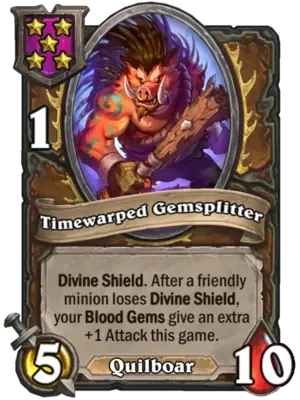 1
Timewarped Gemsplitter
Divine Shield. After a friendly
minion loses Divine Shield,
your Blood Gems give an extra
+1 Attack this game.
5
Quilboar
10